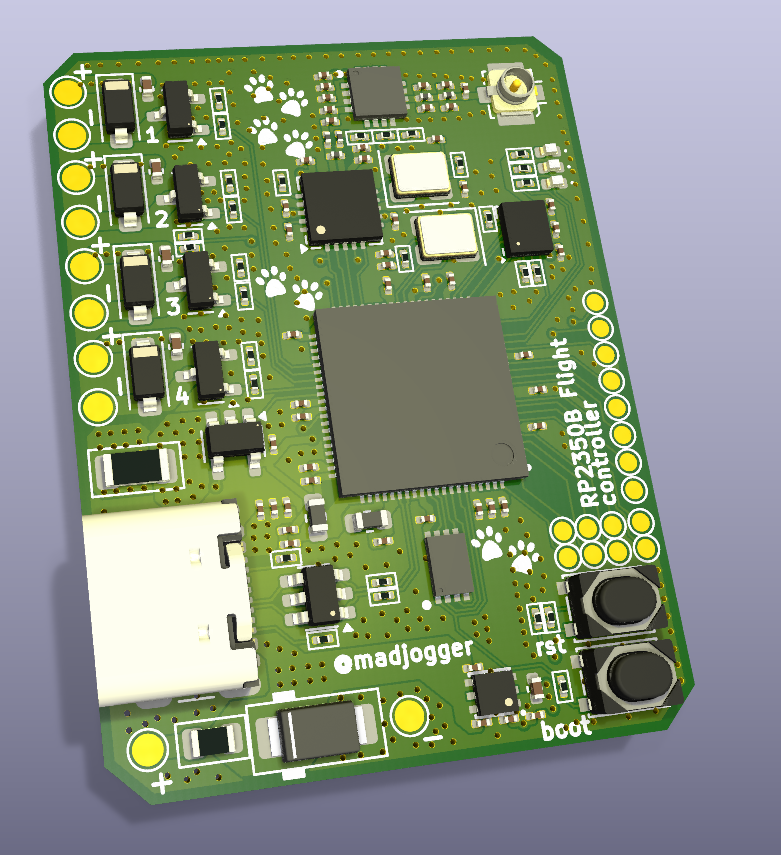 +
-
1
+
-
2
+
-
3
+
-
4
RP2350B Flight
controller
@madjogger
rst
boot
+
-